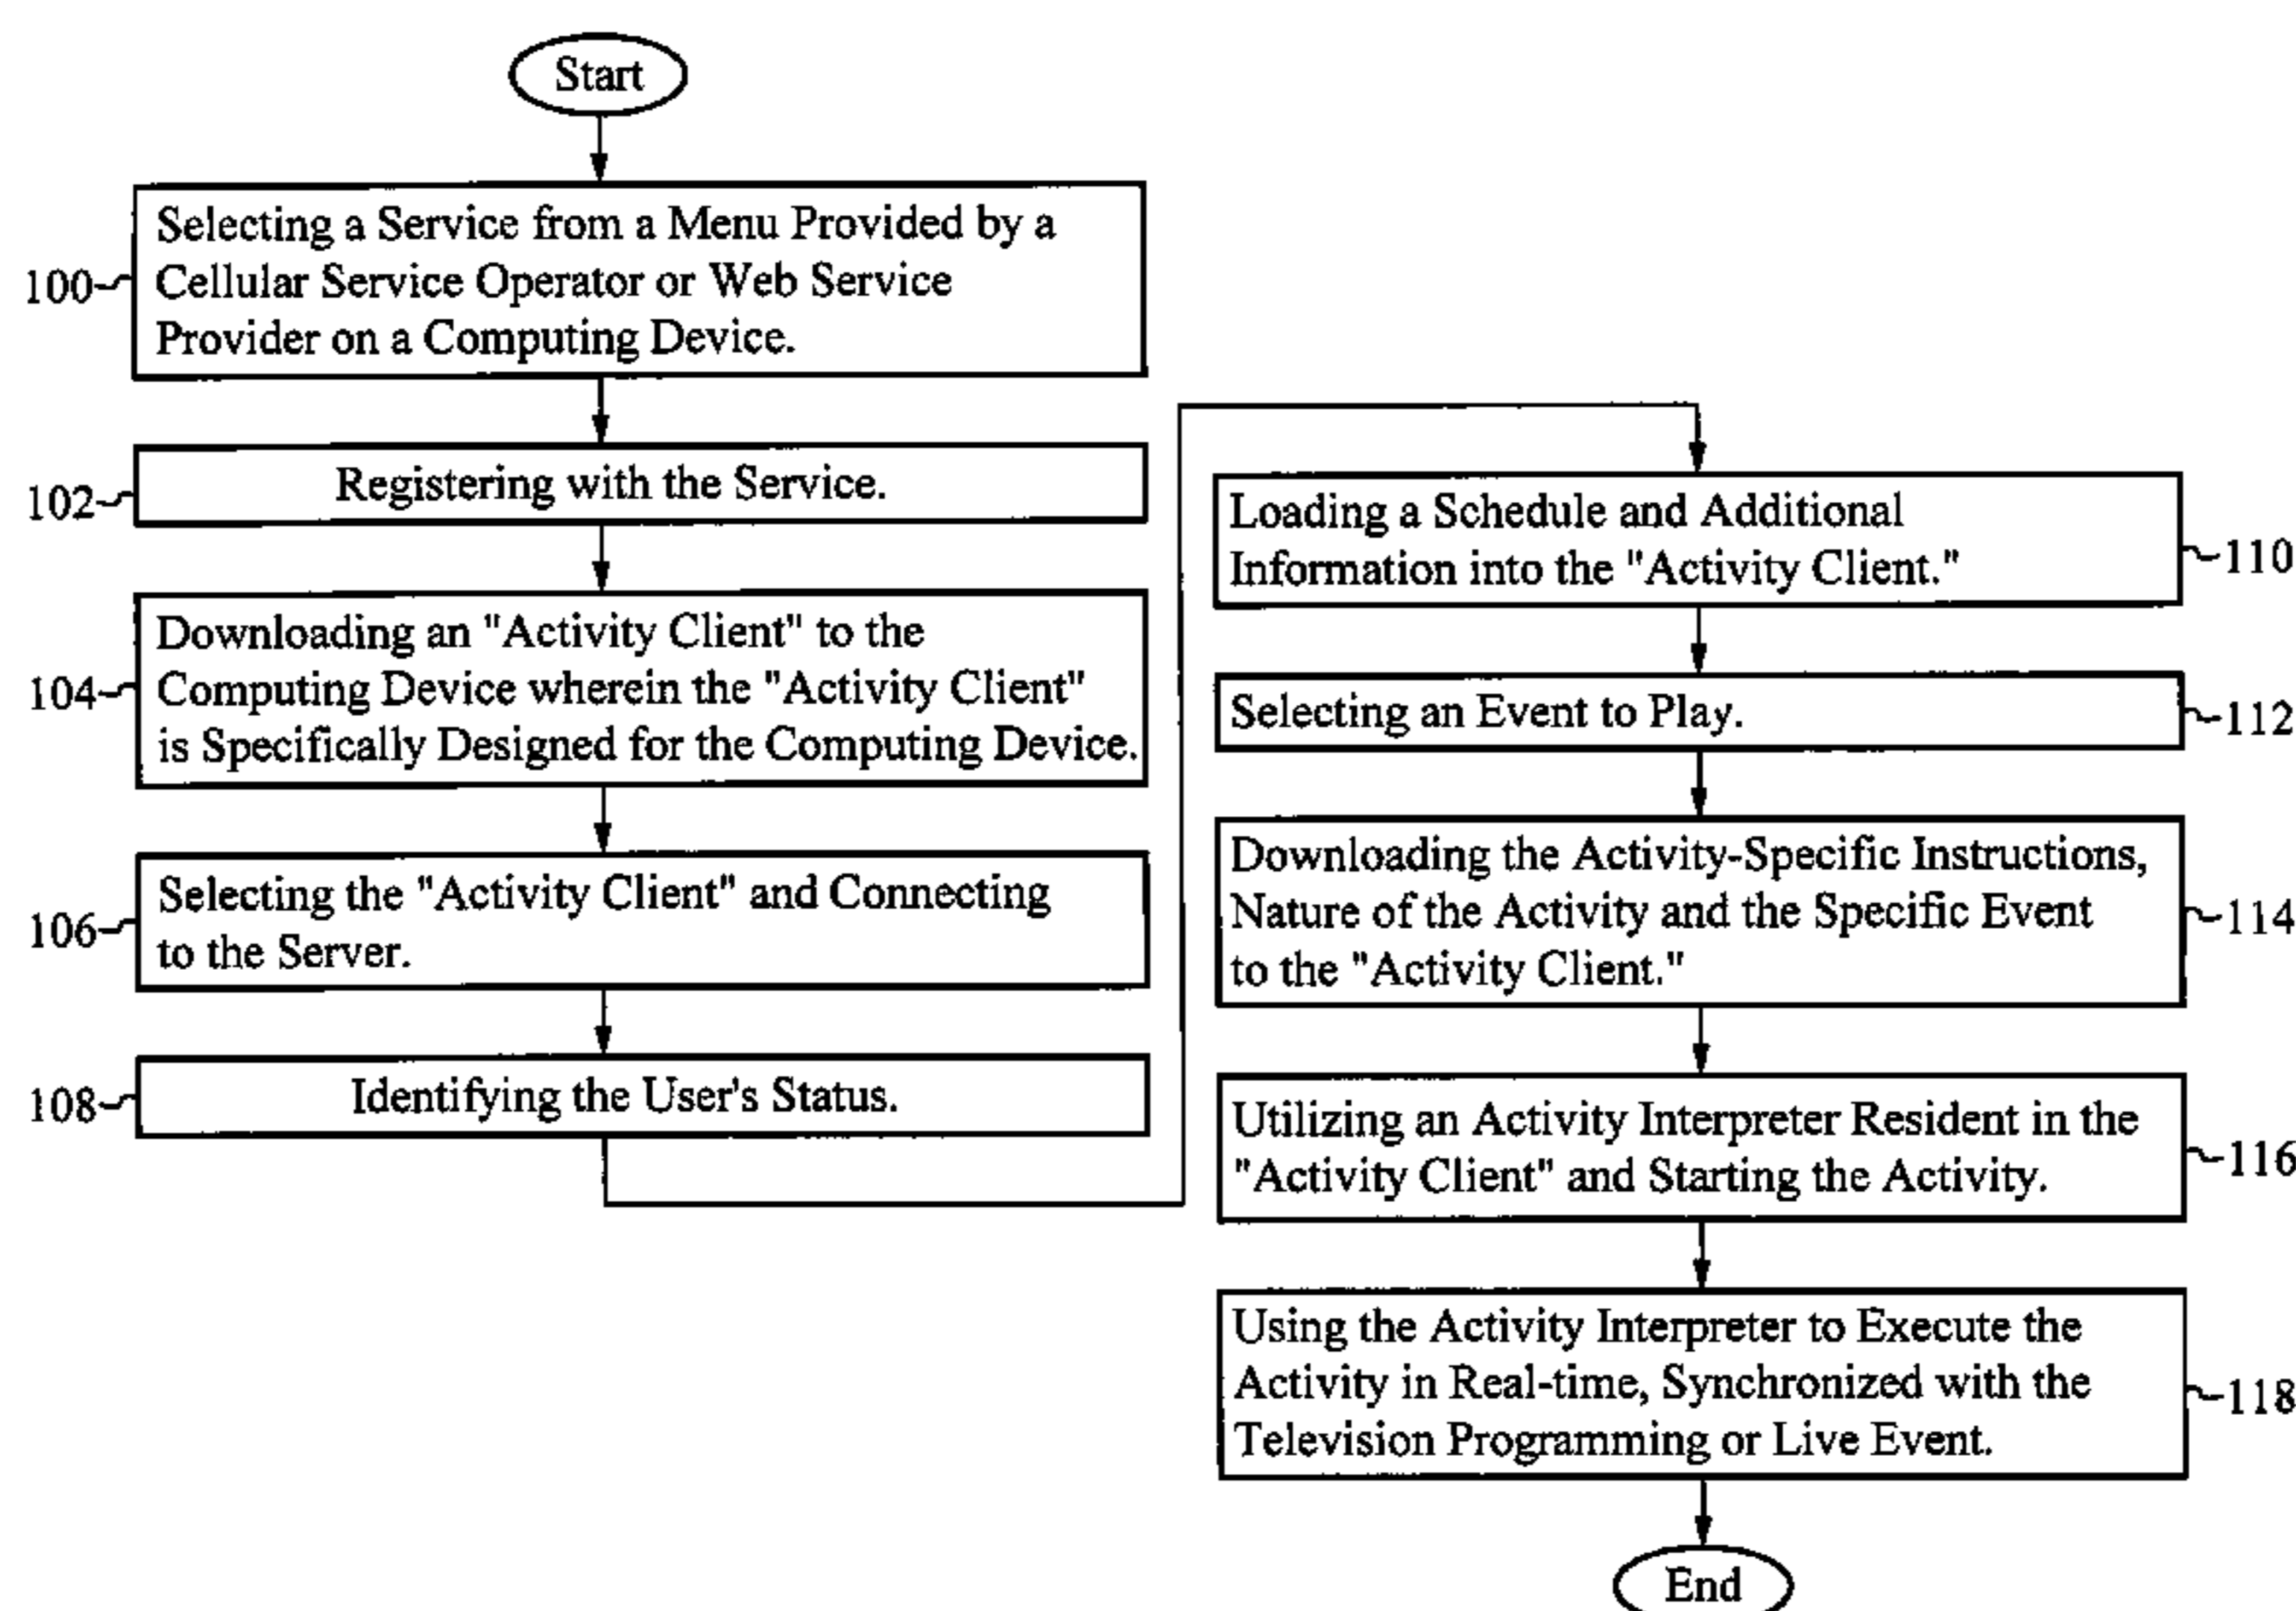 Start
100
Selecting a Service from a Menu Provided by a
Cellular Service Operator or Web Service
Provider on a Computing Device.
102
Registering with the Service.
104
Downloading an "Activity Client" to the
Computing Device wherein the "Activity Client"
is Specifically Designed for the Computing Device.
106
Selecting the "Activity Client" and Connecting
to the Server.
108
Identifying the User's Status.
Loading a Schedule and Additional
Information into the "Activity Client."
110
Selecting an Event to Play.
112
Downloading the Activity-Specific Instructions,
Nature of the Activity and the Specific Event
to the "Activity Client."
114
Utilizing an Activity Interpreter Resident in the
"Activity Client" and Starting the Activity.
116
Using the Activity Interpreter to Execute the
Activity in Real-time, Synchronized with the
Television Programming or Live Event.
118
End